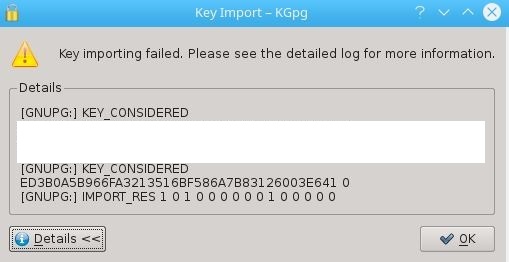 Key Import – KGpg
Key importing failed. Please see the detailed log for more information.
Details
[GNUPG:] KEY_CONSIDERED
[GNUPG:] KEY_CONSIDERED
ED3B0A5B966FA3213516BF586A7B83126003E641 0
[GNUPG:] IMPORT_RES 1 0 1 0 0 0 0 0 0 1 0 0 0 0 0
Details <<
OK